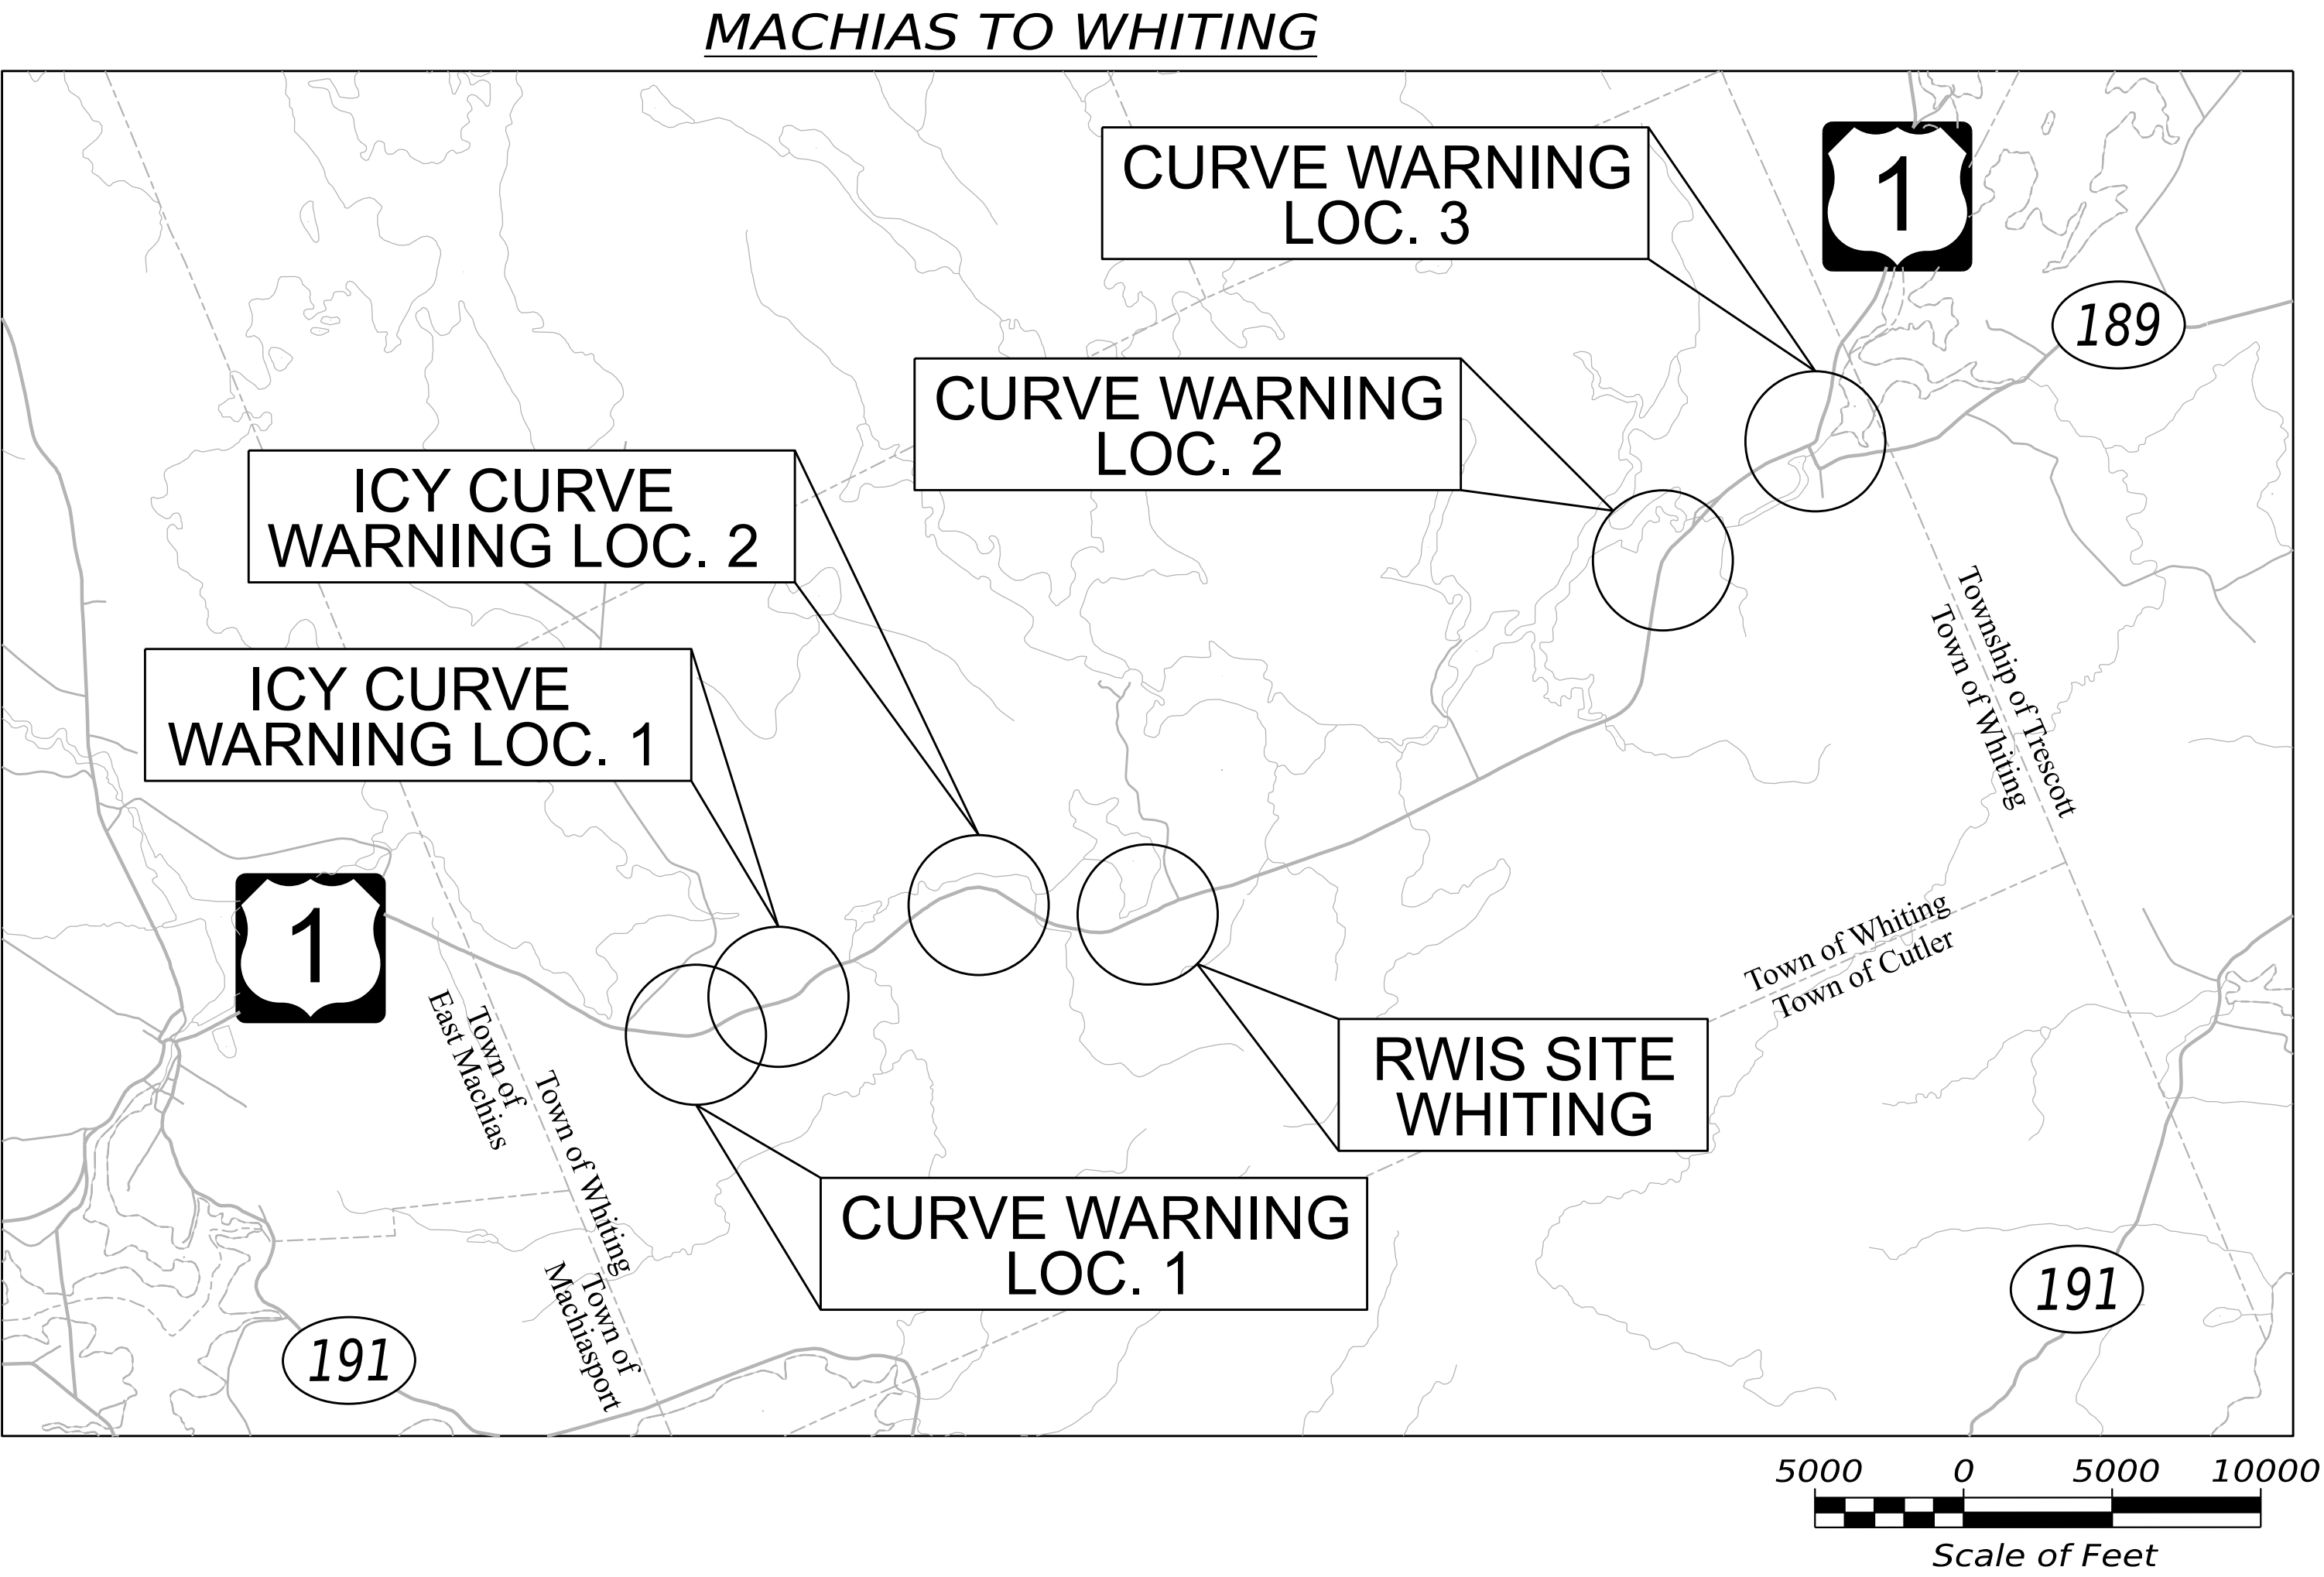 MACHIAS TO WHITING
CURVE WARNING
LOC. 3
1
189
CURVE WARNING
LOC. 2
ICY CURVE
WARNING LOC. 2
ICY CURVE
WARNING LOC. 1
Township of Trescott
Town of Whiting
1
Town of Whiting
Town of Cutler
Town of
East Machias
RWIS SITE
WHITING
Town of Whiting
CURVE WARNING
LOC. 1
Town of
Machiasport
191
191
5000 0 5000 10000
Scale of Feet